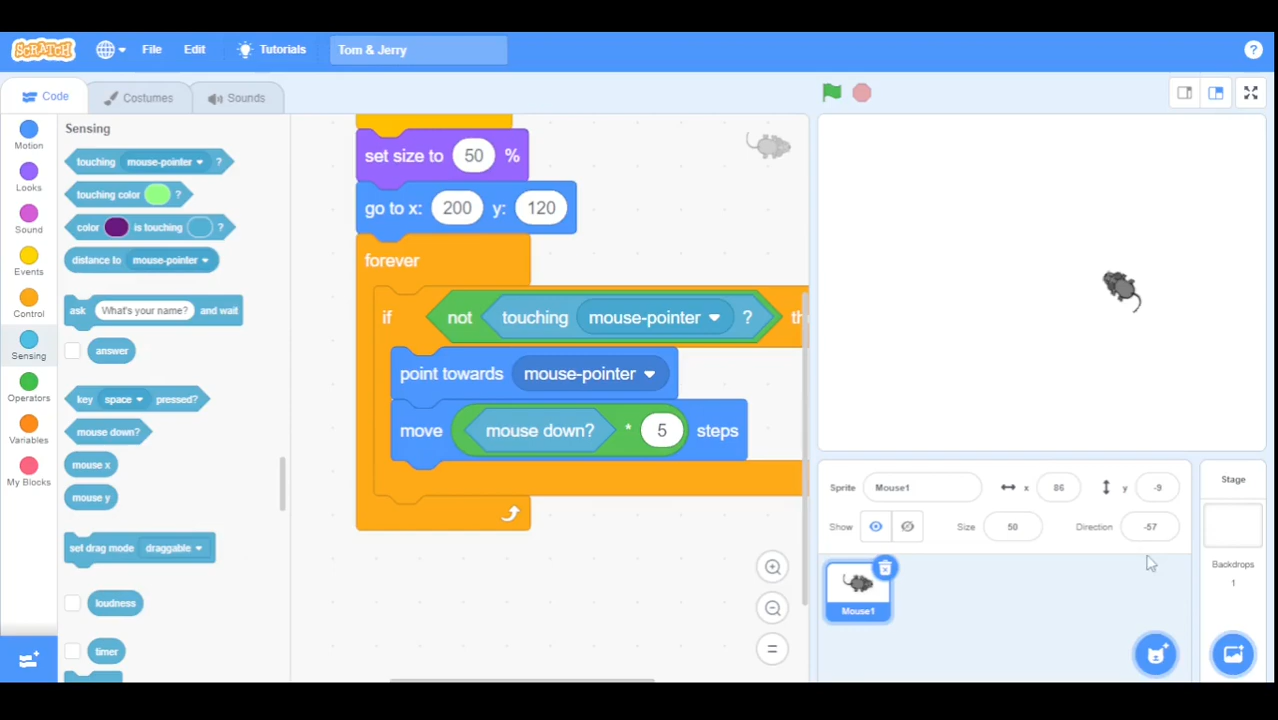 SCRATCH File Edit Tutorials Tom & Jerry ?
Code Costumes Sounds
Motion
Looks
Sound
Events
Control
Sensing
Operators
Variables
My Blocks
Sensing
touching mouse-pointer ?
touching color ?
color is touching ?
distance to mouse-pointer
ask What's your name? and wait
answer
key space pressed?
mouse down?
mouse x
mouse y
set drag mode draggable
loudness
timer
set size to 50 %
go to x: 200 y: 120
forever
if not touching mouse-pointer ? th
point towards mouse-pointer
move mouse down? * 5 steps
Sprite Mouse1 x 86 y -9
Show Size 50 Direction -57
Mouse1
Stage
Backdrops
1